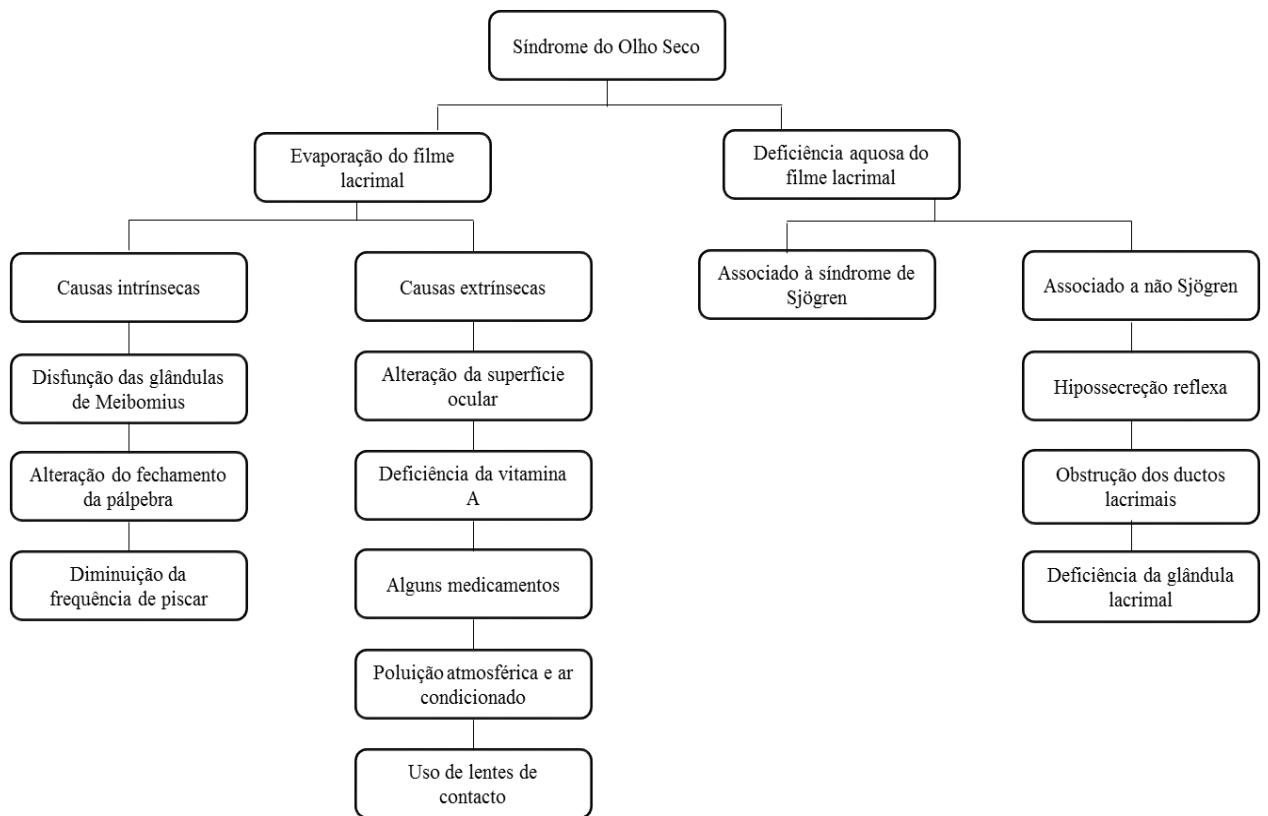 Síndrome do Olho Seco
Evaporação do filme
lacrimal
Deficiência aquosa do
filme lacrimal
Causas intrínsecas
Causas extrínsecas
Associado à síndrome de
Sjögren
Associado a não Sjögren
Disfunção das glândulas
de Meibomius
Alteração da superfície
ocular
Hipossecreção reflexa
Alteração do fechamento
da pálpebra
Deficiência da vitamina
A
Obstrução dos ductos
lacrimais
Diminuição da
frequência de piscar
Alguns medicamentos
Deficiência da glândula
lacrimal
Poluição atmosférica e ar
condicionado
Uso de lentes de
contacto